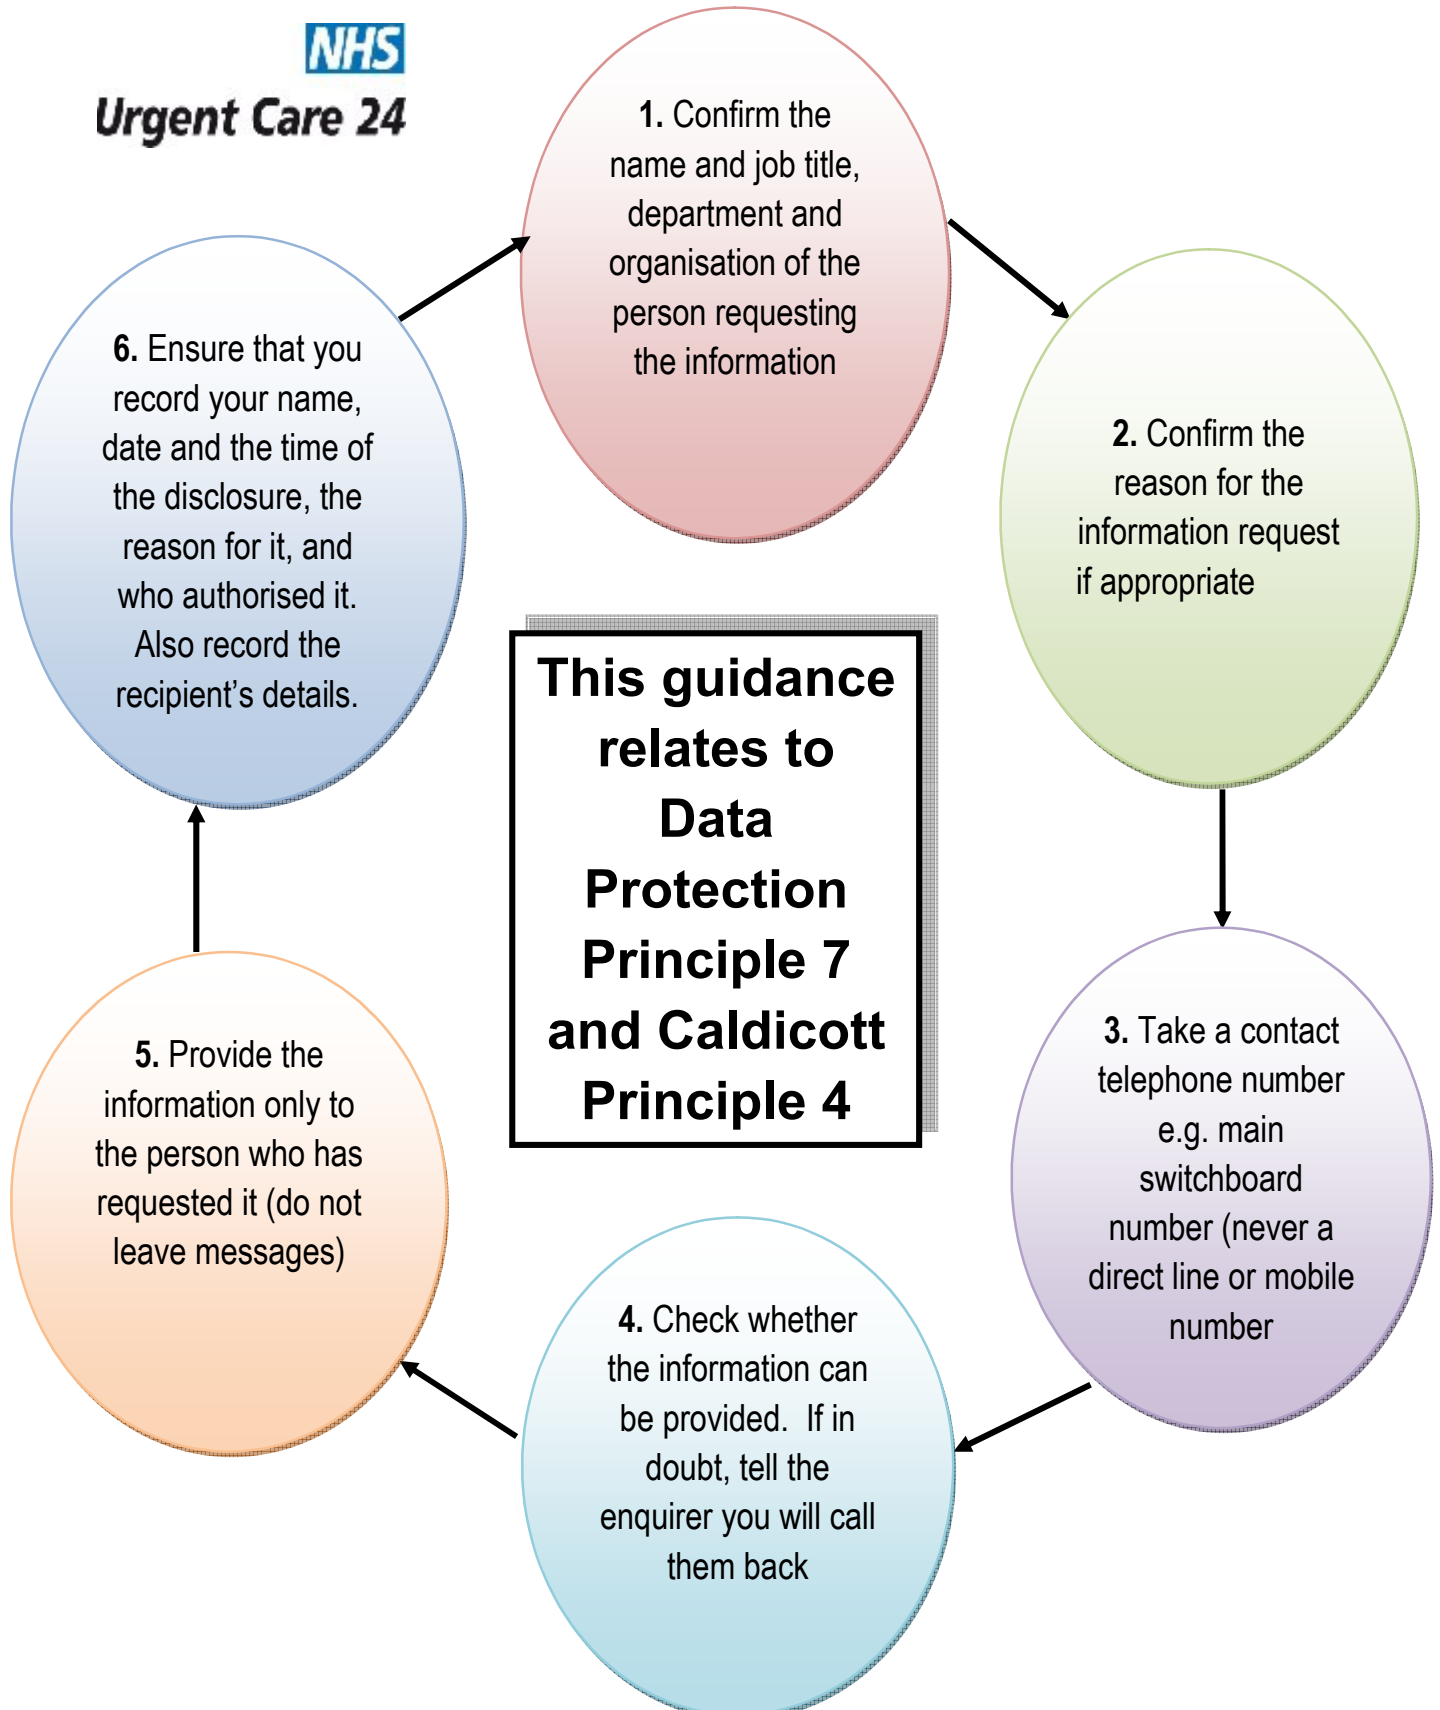 NHS
Urgent Care 24
1. Confirm the
name and job title,
department and
organisation of the
person requesting
the information
2. Confirm the
reason for the
information request
if appropriate
3. Take a contact
telephone number
e.g. main
switchboard
number (never a
direct line or mobile
number
4. Check whether
the information can
be provided.  If in
doubt, tell the
enquirer you will call
them back
5. Provide the
information only to
the person who has
requested it (do not
leave messages)
6. Ensure that you
record your name,
date and the time of
the disclosure, the
reason for it, and
who authorised it.
Also record the
recipient’s details.
This guidance
relates to
Data
Protection
Principle 7
and Caldicott
Principle 4